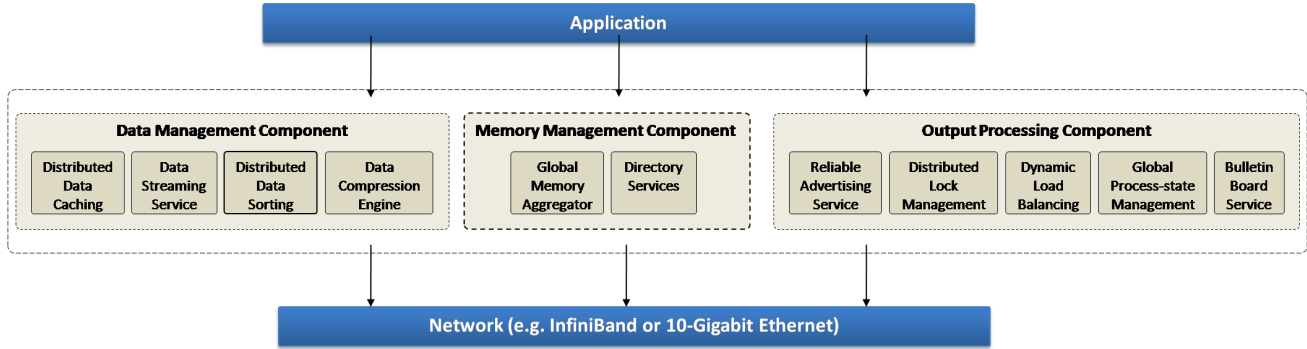 Application
Data Management Component
Distributed
Data
Caching
Data
Streaming
Service
Distributed
Data
Sorting
Data
Compression
Engine
Memory Management Component
Global
Memory
Aggregator
Directory
Services
Output Processing Component
Reliable
Advertising
Service
Distributed
Lock
Management
Dynamic
Load
Balancing
Global
Process-state
Management
Bulletin
Board
Service
Network (e.g. InfiniBand or 10-Gigabit Ethernet)